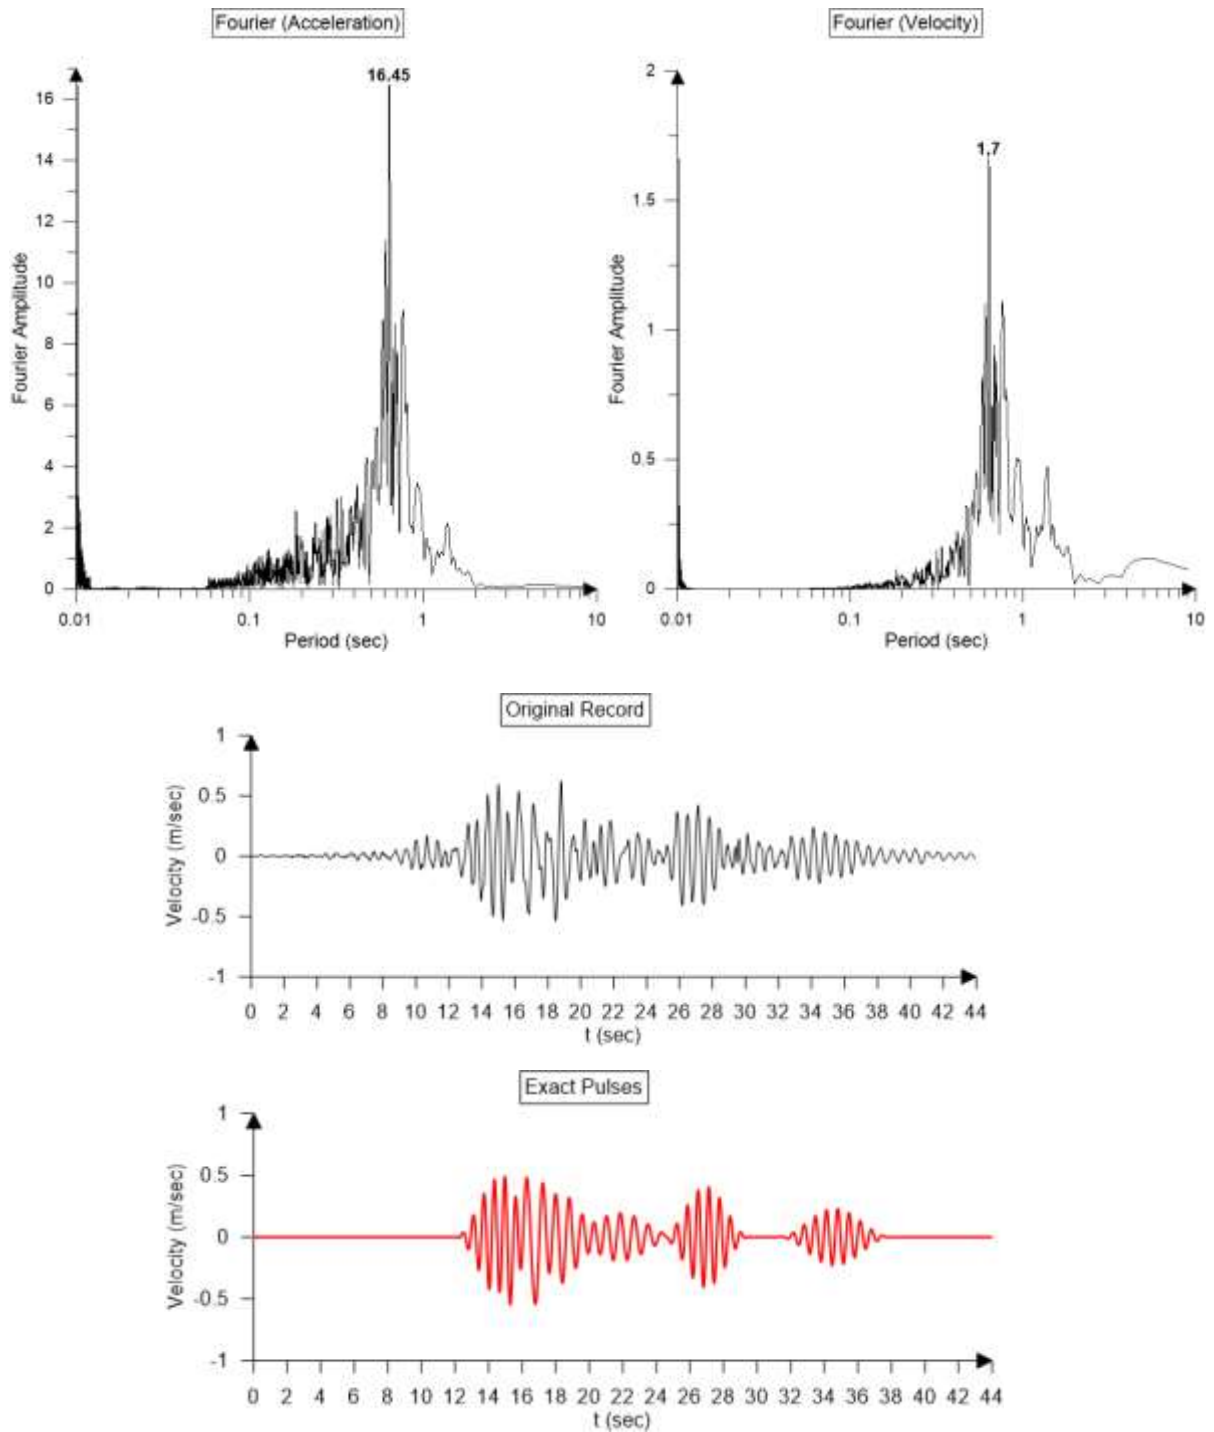 Fourier (Acceleration)
16.45
16
14
12
10
8
6
4
2
0
Fourier Amplitude
0.01 0.1 1 10
Period (sec)
Fourier (Velocity)
1.7
2
1.5
1
0.5
0
Fourier Amplitude
0.01 0.1 1 10
Period (sec)
Original Record
1
0.5
0
-0.5
-1
Velocity (m/sec)
0 2 4 6 8 10 12 14 16 18 20 22 24 26 28 30 32 34 36 38 40 42 44
t (sec)
Exact Pulses
1
0.5
0
-0.5
-1
Velocity (m/sec)
0 2 4 6 8 10 12 14 16 18 20 22 24 26 28 30 32 34 36 38 40 42 44
t (sec)